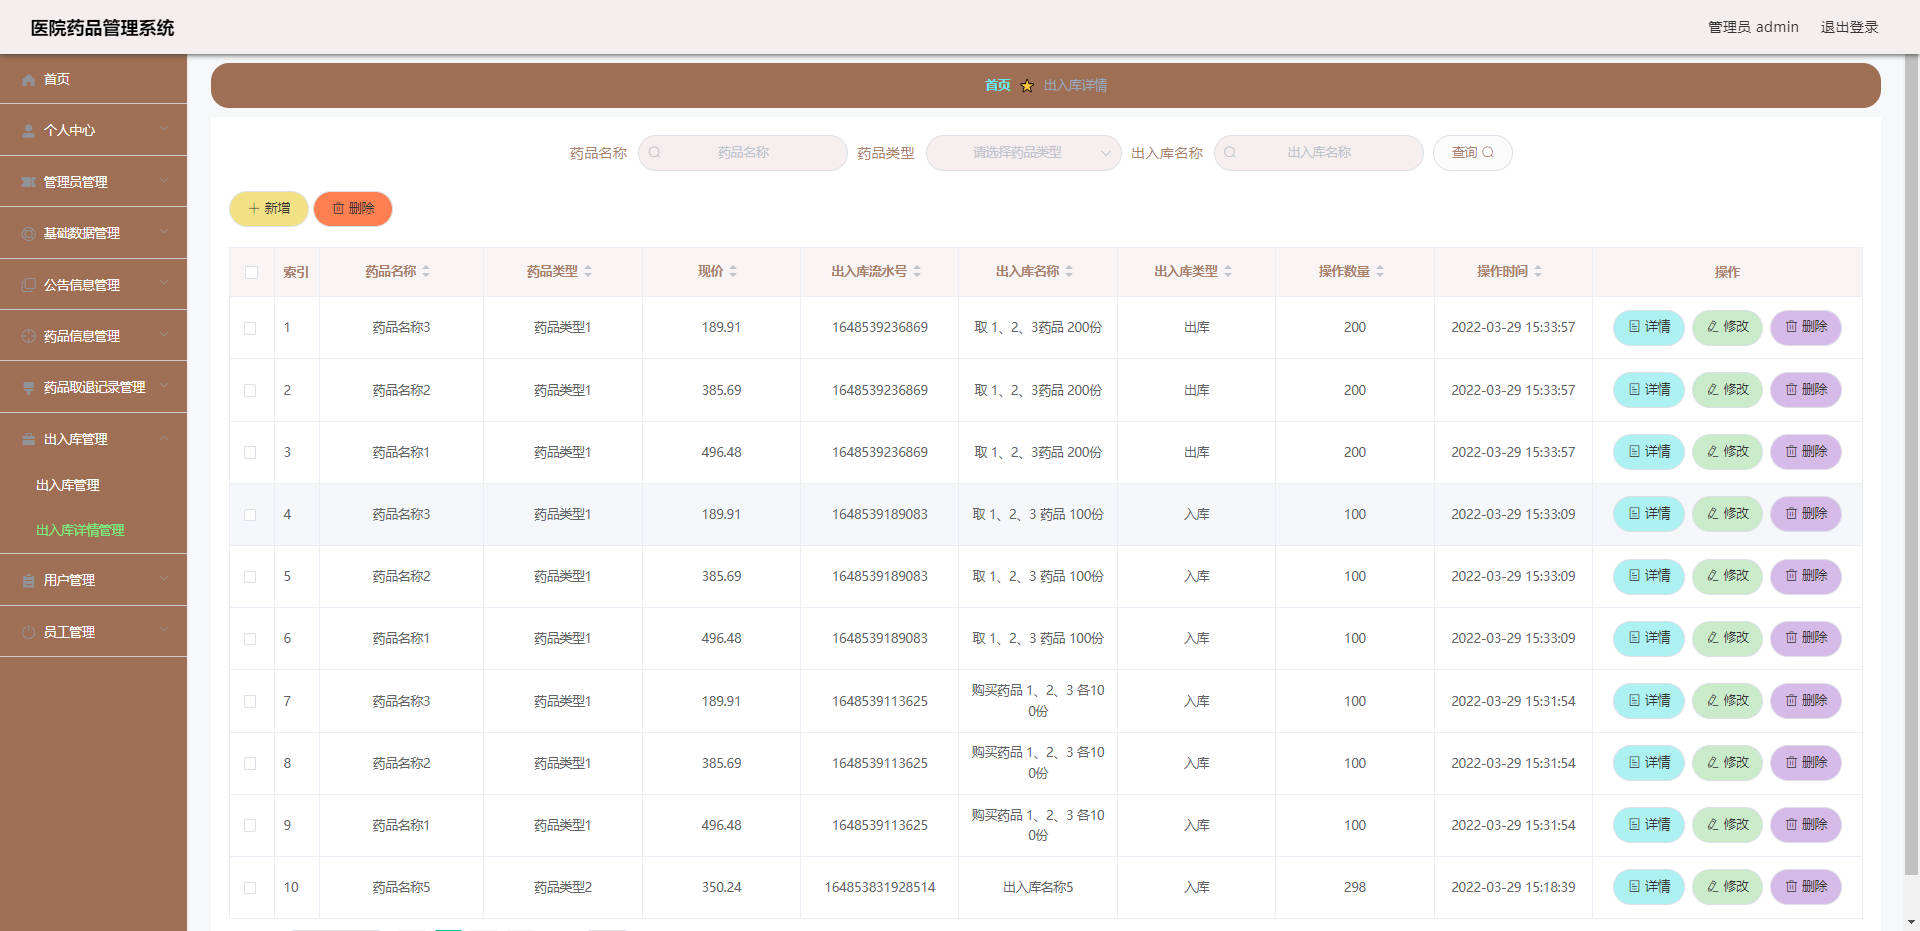 医院药品管理系统
管理员 admin 退出登录
首页
个人中心
管理员管理
基础数据管理
公告信息管理
药品信息管理
药品取退记录管理
出入库管理
出入库管理
出入库详情管理
用户管理
员工管理
首页 出入库详情
药品名称 药品名称 药品类型 请选择药品类型 出入库名称 出入库名称 查询
新增 删除
索引 药品名称 药品类型 现价 出入库流水号 出入库名称 出入库类型 操作数量 操作时间 操作
1 药品名称3 药品类型1 189.91 1648539236869 取 1、2、3药品 200份 出库 200 2022-03-29 15:33:57 详情 修改 删除
2 药品名称2 药品类型1 385.69 1648539236869 取 1、2、3药品 200份 出库 200 2022-03-29 15:33:57 详情 修改 删除
3 药品名称1 药品类型1 496.48 1648539236869 取 1、2、3药品 200份 出库 200 2022-03-29 15:33:57 详情 修改 删除
4 药品名称3 药品类型1 189.91 1648539189083 取 1、2、3 药品 100份 入库 100 2022-03-29 15:33:09 详情 修改 删除
5 药品名称2 药品类型1 385.69 1648539189083 取 1、2、3 药品 100份 入库 100 2022-03-29 15:33:09 详情 修改 删除
6 药品名称1 药品类型1 496.48 1648539189083 取 1、2、3 药品 100份 入库 100 2022-03-29 15:33:09 详情 修改 删除
7 药品名称3 药品类型1 189.91 1648539113625 购买药品 1、2、3 各10
0份 入库 100 2022-03-29 15:31:54 详情 修改 删除
8 药品名称2 药品类型1 385.69 1648539113625 购买药品 1、2、3 各10
0份 入库 100 2022-03-29 15:31:54 详情 修改 删除
9 药品名称1 药品类型1 496.48 1648539113625 购买药品 1、2、3 各10
0份 入库 100 2022-03-29 15:31:54 详情 修改 删除
10 药品名称5 药品类型2 350.24 164853831928514 出入库名称5 入库 298 2022-03-29 15:18:39 详情 修改 删除